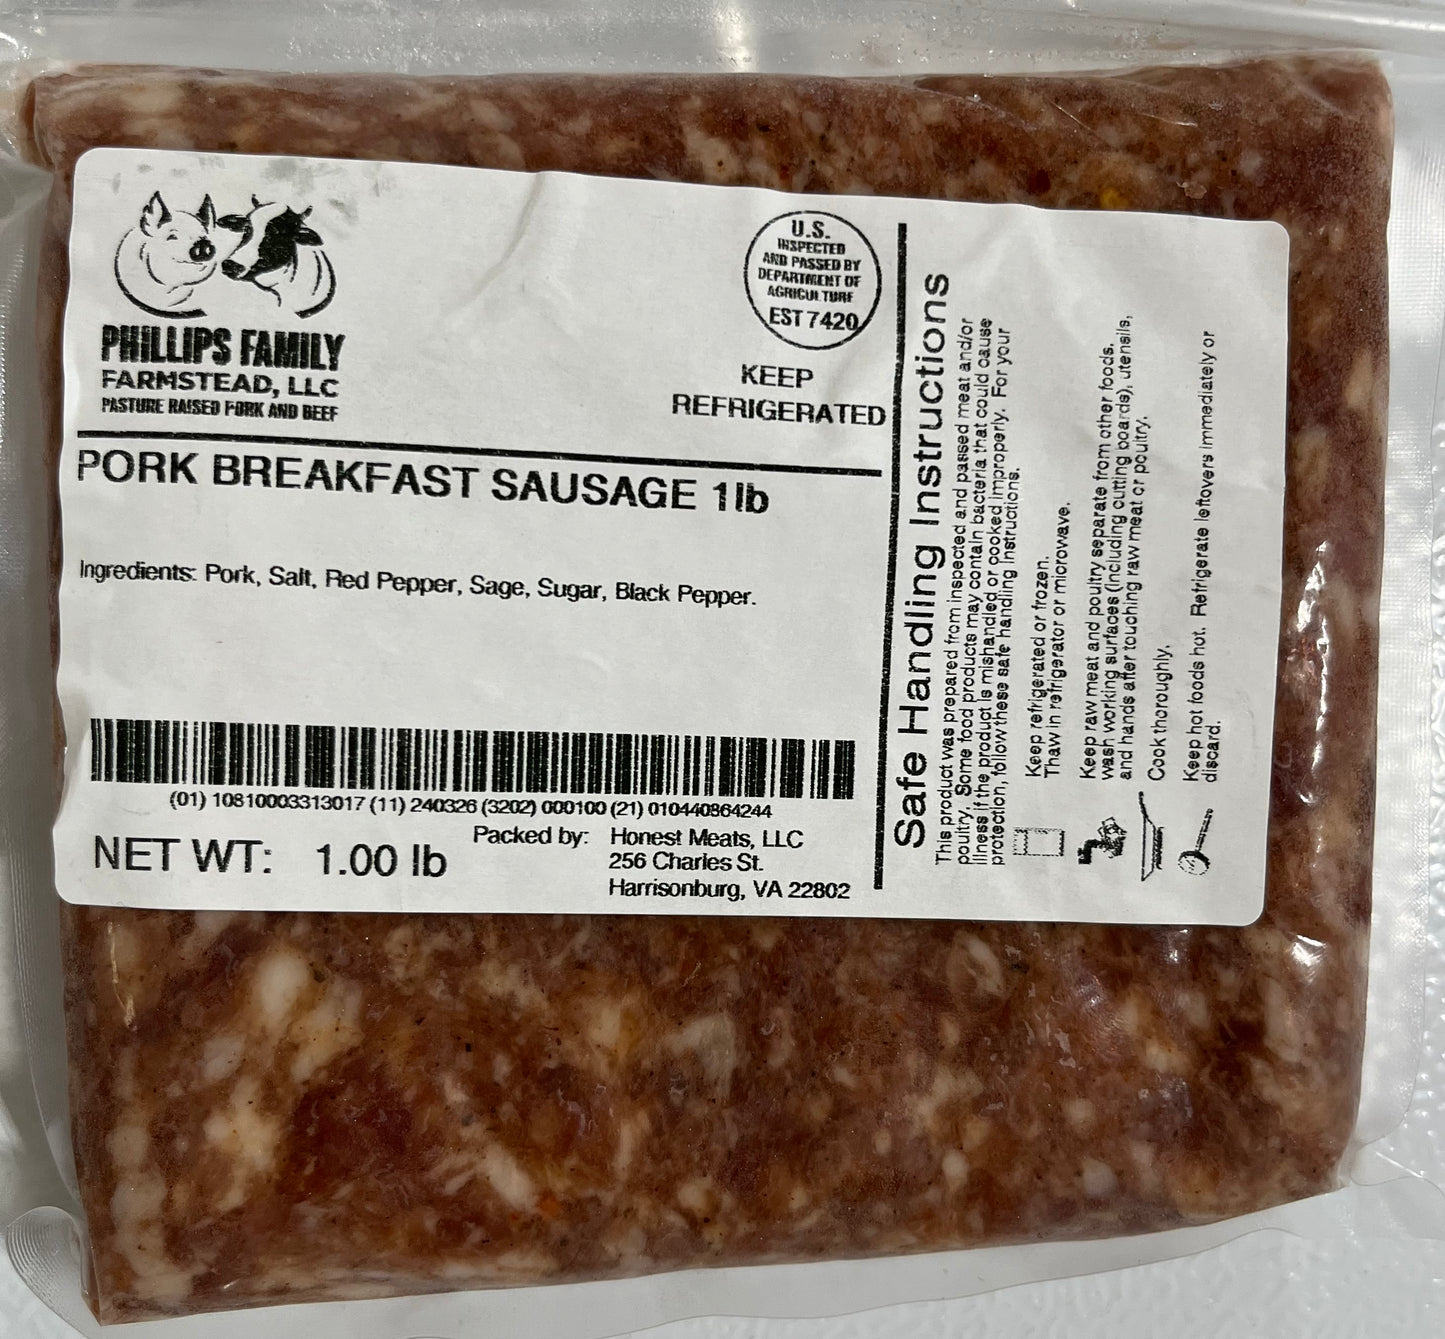 PHILLIPS FAMILY
FARMSTEAD, LLC
PASTURE RAISED PORK AND BEEF
U.S.
INSPECTED
AND PASSED BY
DEPARTMENT OF
AGRICULTURE
EST 7420
KEEP
REFRIGERATED
PORK BREAKFAST SAUSAGE 1lb
Ingredients: Pork, Salt, Red Pepper, Sage, Sugar, Black Pepper.
(01) 10810003313017 (11) 240326 (3202) 000100 (21) 010440864244
NET WT: 1.00 lb
Packed by: Honest Meats, LLC
256 Charles St.
Harrisonburg, VA 22802
Safe Handling Instructions
This product was prepared from inspected and passed meat and/or
poultry. Some food products may contain bacteria that could cause
illness if the product is mishandled or cooked improperly. For your
protection, follow these safe handling instructions.
Keep refrigerated or frozen.
Thaw in refrigerator or microwave.
Keep raw meat and poultry separate from other foods.
wash working surfaces (including cutting boards), utensils,
and hands after touching raw meat or poultry.
Cook thoroughly.
Keep hot foods hot. Refrigerate leftovers immediately or
discard.